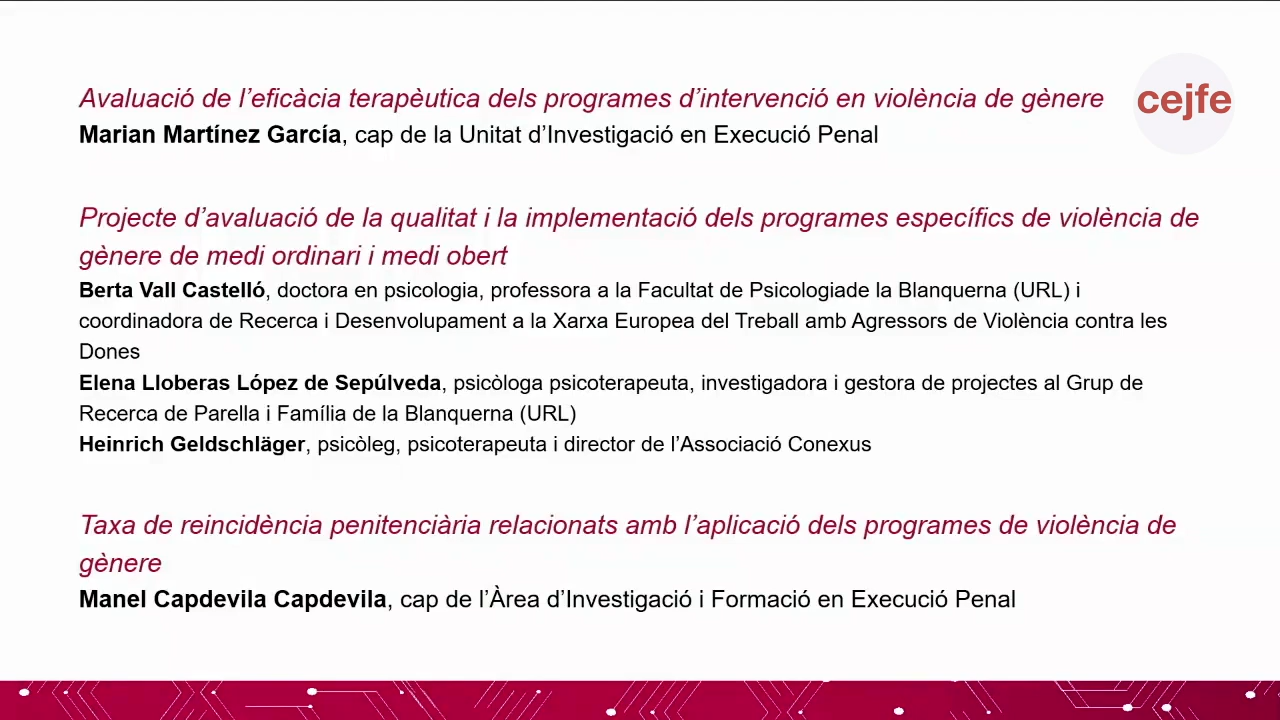 Avaluació de l’eficàcia terapèutica dels programes d’intervenció en violència de gènere
cejfe
Marian Martínez García, cap de la Unitat d’Investigació en Execució Penal
Projecte d’avaluació de la qualitat i la implementació dels programes específics de violència de
gènere de medi ordinari i medi obert
Berta Vall Castelló, doctora en psicologia, professora a la Facultat de Psicologiade la Blanquerna (URL) i
coordinadora de Recerca i Desenvolupament a la Xarxa Europea del Treball amb Agressors de Violència contra les
Dones
Elena Lloberas López de Sepúlveda, psicòloga psicoterapeuta, investigadora i gestora de projectes al Grup de
Recerca de Parella i Família de la Blanquerna (URL)
Heinrich Geldschläger, psicòleg, psicoterapeuta i director de l’Associació Conexus
Taxa de reincidència penitenciària relacionats amb l’aplicació dels programes de violència de
gènere
Manel Capdevila Capdevila, cap de l’Àrea d’Investigació i Formació en Execució Penal